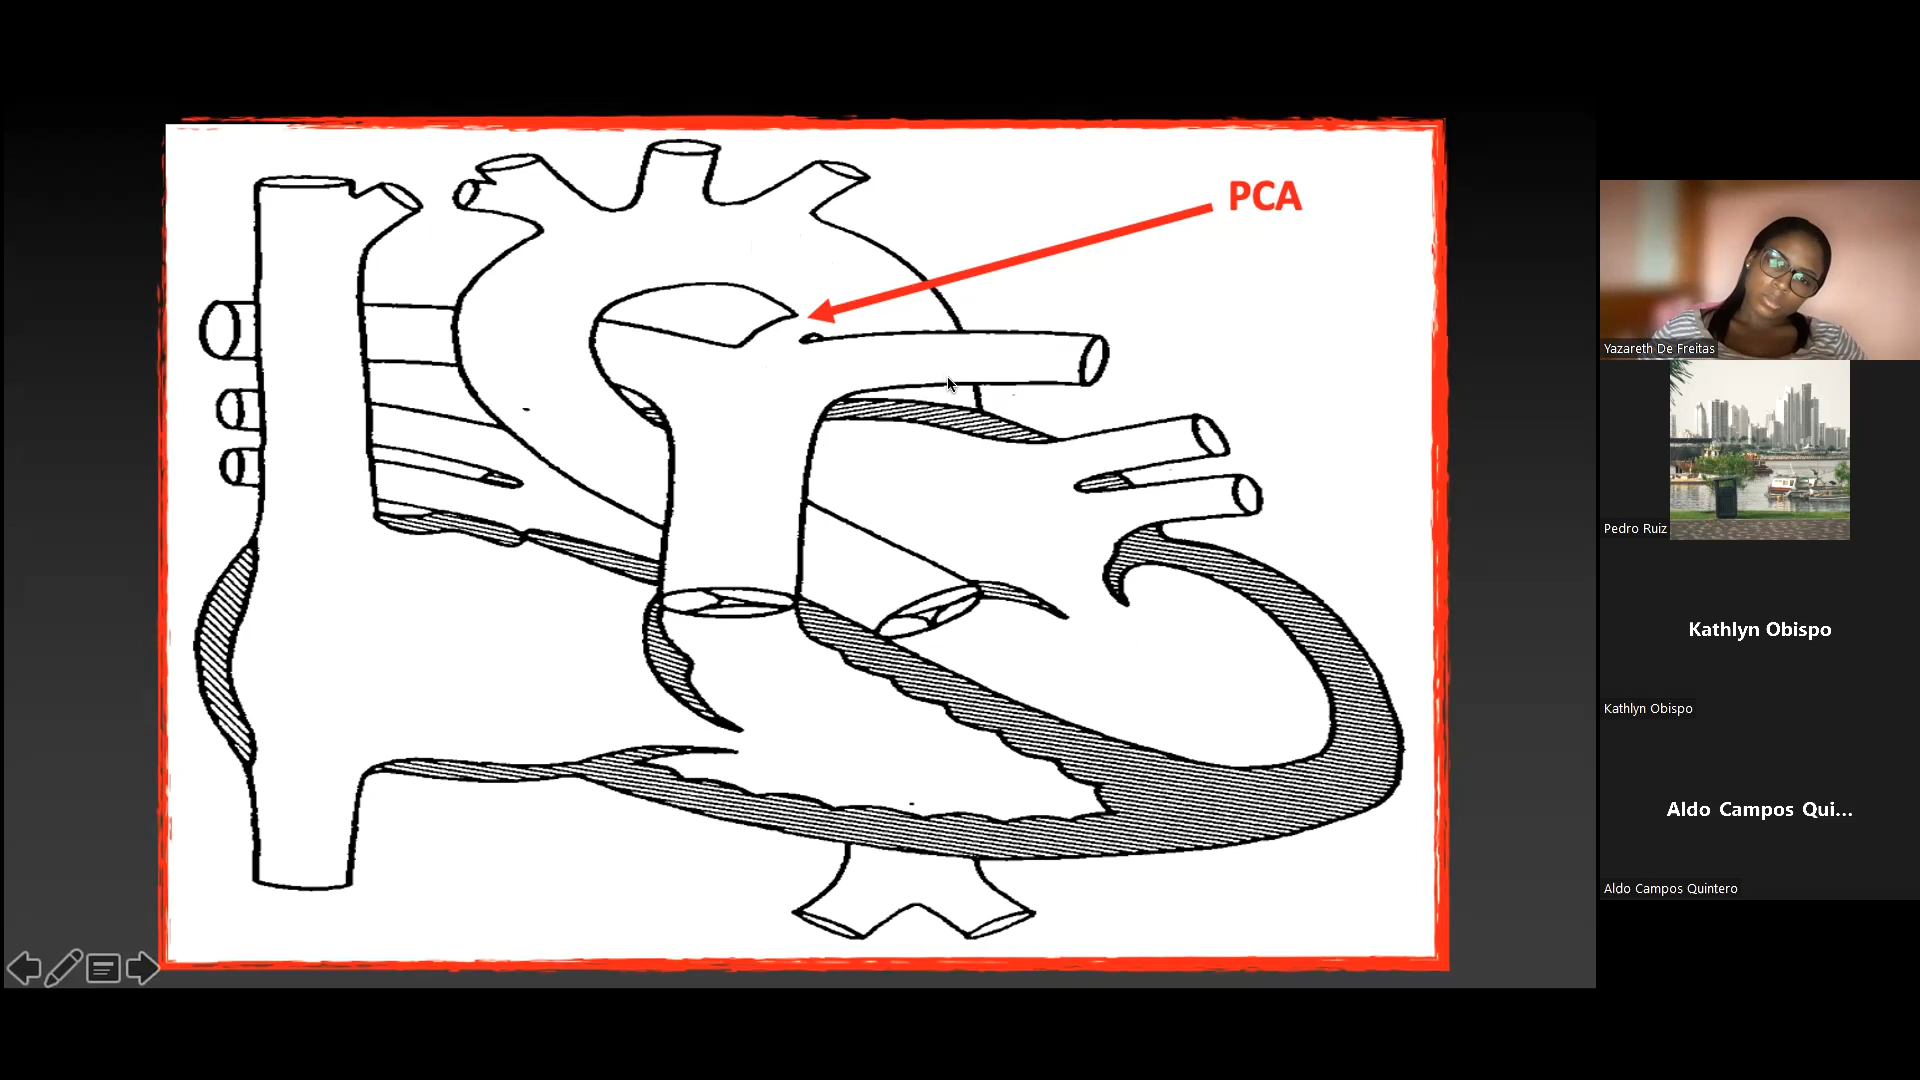 PCA
Yazareth De Freitas
Pedro Ruiz
Kathlyn Obispo
Kathlyn Obispo
Aldo Campos Qui...
Aldo Campos Quintero